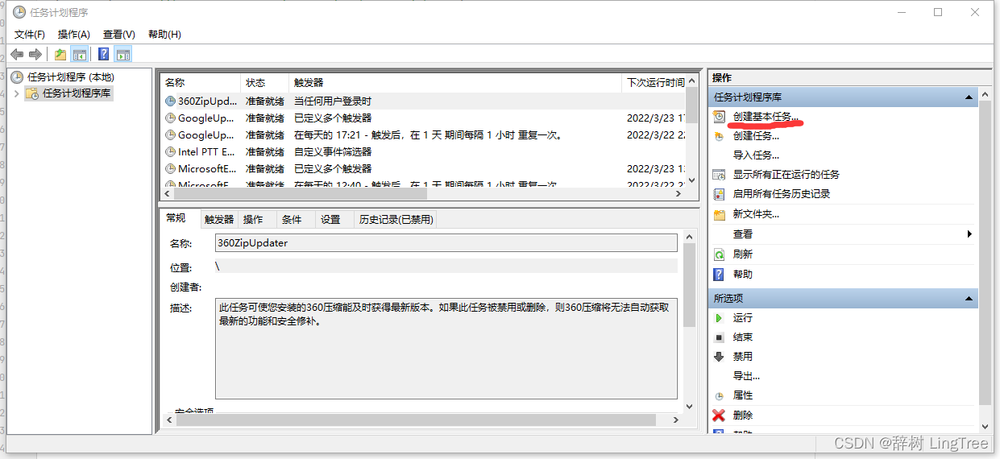 任务计划程序
文件(F) 操作(A) 查看(V) 帮助(H)
任务计划程序 (本地)
任务计划程序库
名称 状态 触发器 下次运行时间
360ZipUpd... 准备就绪 当任何用户登录时
GoogleUp... 准备就绪 已定义多个触发器 2022/3/23 1
GoogleUp... 准备就绪 在每天的 17:21 - 触发后，在 1 天 期间每隔 1 小时 重复一次。 2022/3/22 2
Intel PTT E... 准备就绪 自定义事件筛选器
MicrosoftE... 准备就绪 已定义多个触发器 2022/3/23 1
MicrosoftE... 准备就绪 在每天的 12:40 - 触发后，在 1 天 期间每隔 1 小时 重复一次。 2022/3/22 2
常规 触发器 操作 条件 设置 历史记录(已禁用)
名称: 360ZipUpdater
位置: \
创建者:
描述: 此任务可使您安装的360压缩能及时获得最新版本。如果此任务被禁用或删除，则360压缩将无法自动获取
最新的功能和安全修补。
安全选项
操作
任务计划程序库
创建基本任务...
创建任务...
导入任务...
显示所有正在运行的任务
启用所有任务历史记录
新文件夹...
查看
刷新
帮助
所选项
运行
结束
禁用
导出...
属性
删除
帮助
CSDN @辞树 LingTree